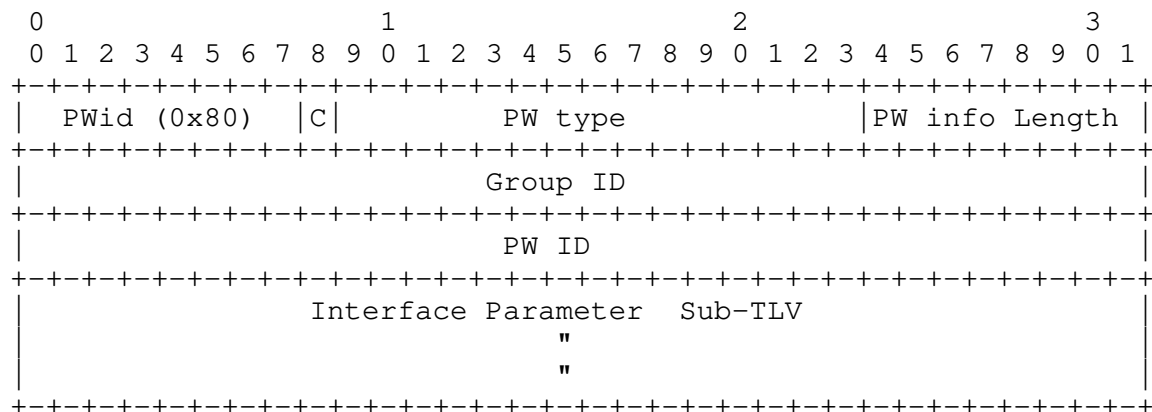 0                   1                   2                   3
 0 1 2 3 4 5 6 7 8 9 0 1 2 3 4 5 6 7 8 9 0 1 2 3 4 5 6 7 8 9 0 1
+-+-+-+-+-+-+-+-+-+-+-+-+-+-+-+-+-+-+-+-+-+-+-+-+-+-+-+-+-+-+-+-+
|  PWid (0x80)  |C|         PW type             |PW info Length |
+-+-+-+-+-+-+-+-+-+-+-+-+-+-+-+-+-+-+-+-+-+-+-+-+-+-+-+-+-+-+-+-+
|                          Group ID                             |
+-+-+-+-+-+-+-+-+-+-+-+-+-+-+-+-+-+-+-+-+-+-+-+-+-+-+-+-+-+-+-+-+
|                           PW ID                               |
+-+-+-+-+-+-+-+-+-+-+-+-+-+-+-+-+-+-+-+-+-+-+-+-+-+-+-+-+-+-+-+-+
|                Interface Parameter  Sub-TLV                   |
|                              "                                |
|                              "                                |
+-+-+-+-+-+-+-+-+-+-+-+-+-+-+-+-+-+-+-+-+-+-+-+-+-+-+-+-+-+-+-+-+